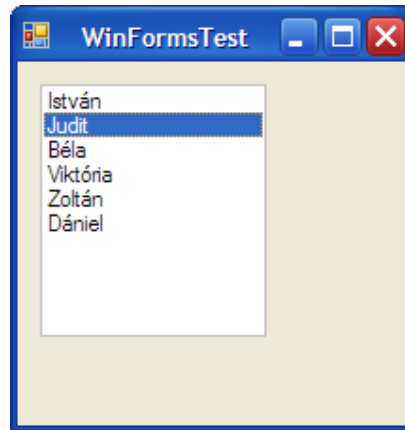 WinFormsTest
István
Judit
Béla
Viktória
Zoltán
Dániel